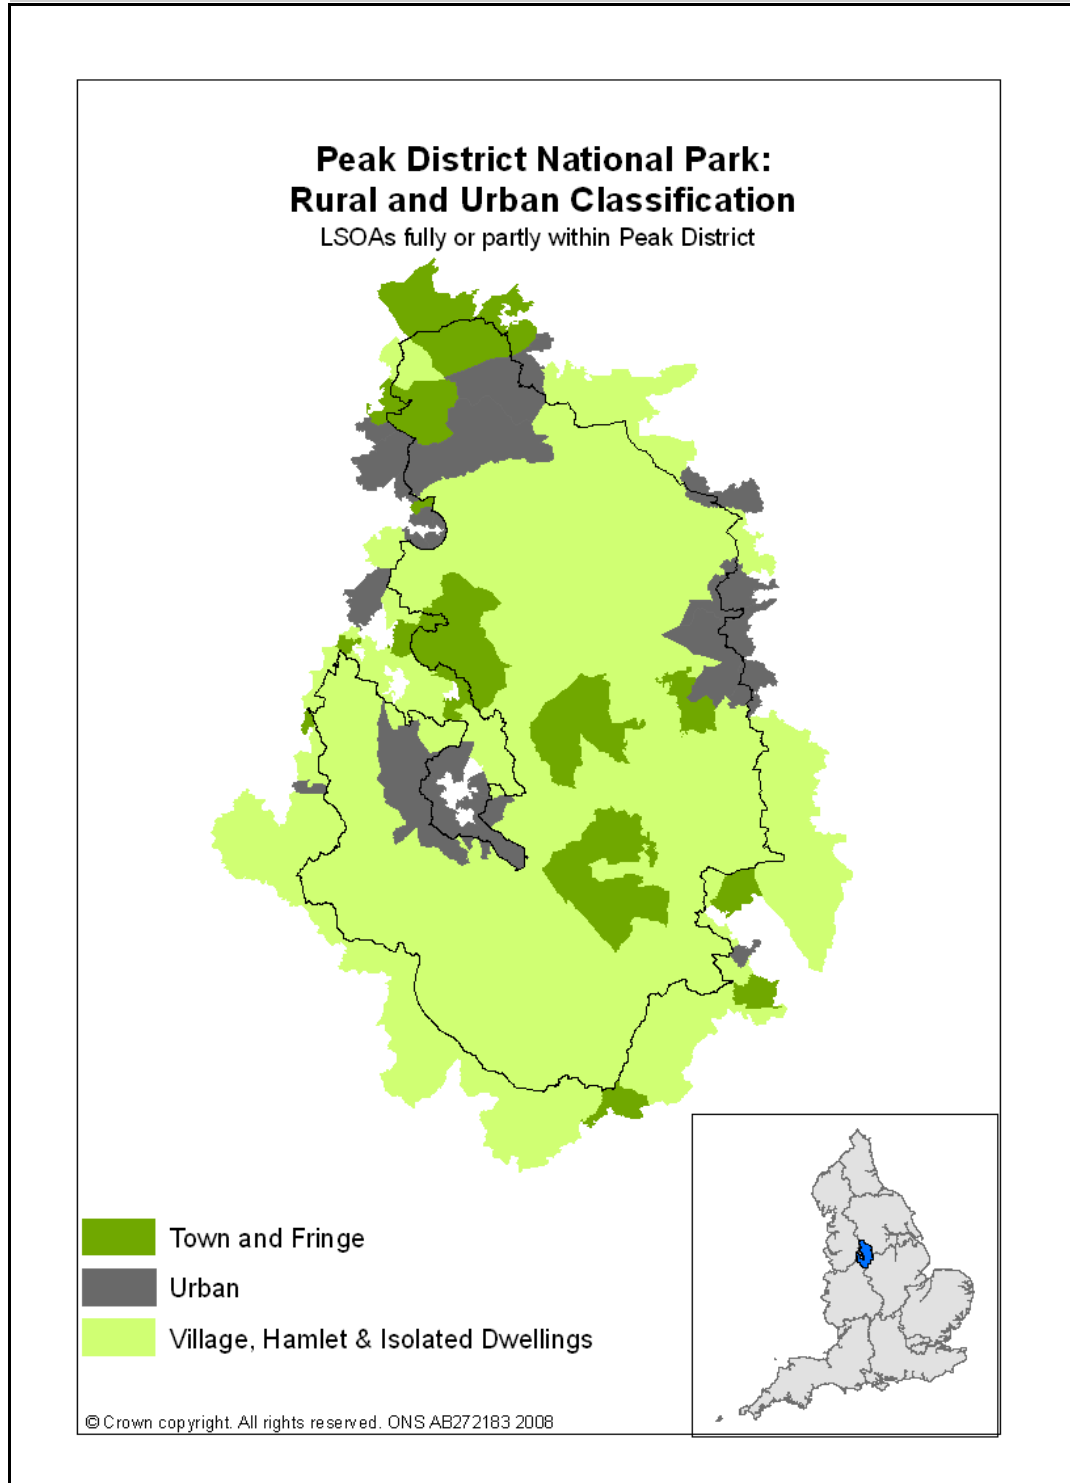 Peak District National Park:
Rural and Urban Classification
LSOAs fully or partly within Peak District
Town and Fringe
Urban
Village, Hamlet & Isolated Dwellings
© Crown copyright. All rights reserved. ONS AB272183 2008